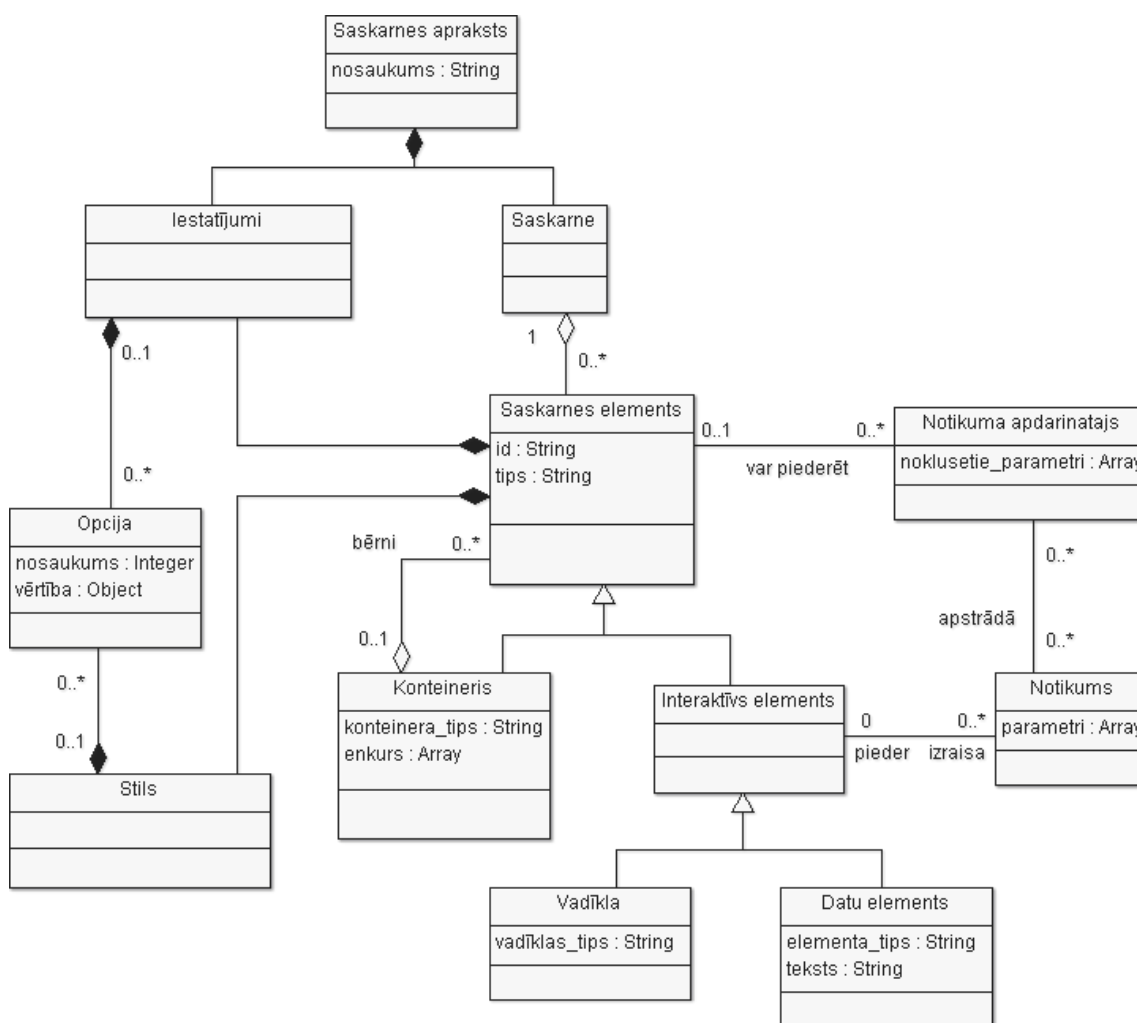 Saskarnes apraksts
nosaukums : String
Iestatījumi
Saskarne
0..1
1
0..*
Saskarnes elements
id : String
tips : String
0..1
0..*
var piederēt
Notikuma apdarinatajs
noklusetie_parametri : Array
0..*
Opcija
nosaukums : Integer
vērtība : Object
bērni
0..*
0..*
apstrādā
0..1
0..*
0..*
Konteineris
konteinera_tips : String
enkurs : Array
Interaktīvs elements
Notikums
parametri : Array
0
0..*
pieder
izraisa
0..1
Stils
Vadīkla
vadīklas_tips : String
Datu elements
elementa_tips : String
teksts : String